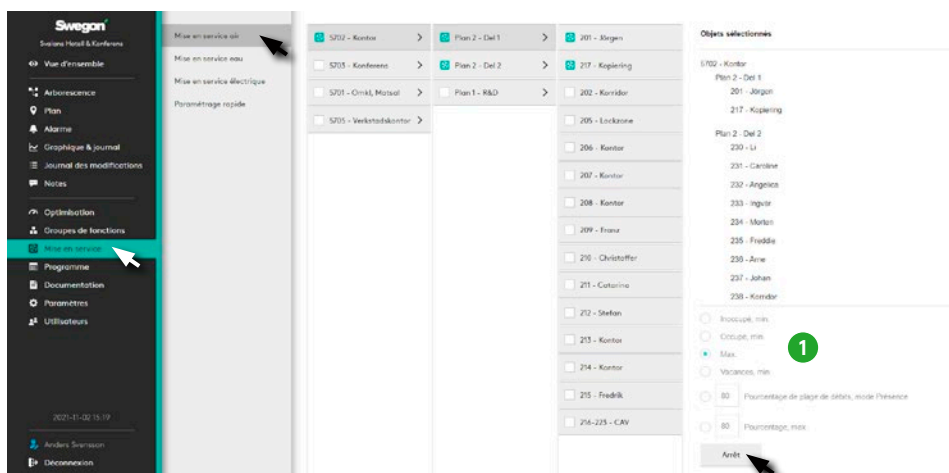 Swegon
Svalans Hotell & Konferens
Vue d'ensemble
Arborescence
Plan
Alarme
Graphique & journal
Journal des modifications
Notes
Optimisation
Groupes de fonctions
Mise en service
Programme
Documentation
Paramètres
Utilisateurs
2021-11-02 15:19
Anders Svensson
Déconnexion
Mise en service air
Mise en service eau
Mise en service électrique
Paramétrage rapide
5702 - Kontor
5703 - Konferens
5701 - Omkl, Matsal
5705 - Verkstadskontor
Plan 2 - Del 1
Plan 2 - Del 2
Plan 1 - R&D
201 - Jörgen
217 - Kopiering
202 - Korridor
205 - Lockzone
206 - Kontor
207 - Kontor
208 - Kontor
209 - Franz
210 - Christoffer
211 - Catarina
212 - Stefan
213 - Kontor
214 - Kontor
215 - Fredrik
216-223 - CAV
Objets sélectionnés
5702 - Kontor
Plan 2 - Del 1
201 - Jörgen
217 - Kopiering
Plan 2 - Del 2
230 - Li
231 - Caroline
232 - Angelica
233 - Ingvar
234 - Morten
235 - Freddie
236 - Arne
237 - Johan
238 - Korridor
Inoccupé, min.
Occupé, min.
Max.
Vacances, min.
80 Pourcentage de plage de débits, mode Présence
80 Pourcentage, max.
Arrêt
1